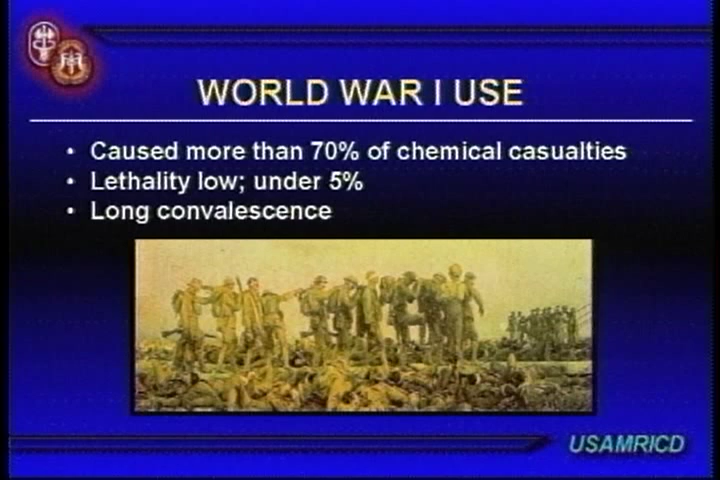 WORLD WAR I USE
• Caused more than 70% of chemical casualties
• Lethality low; under 5%
• Long convalescence
USAMRICD